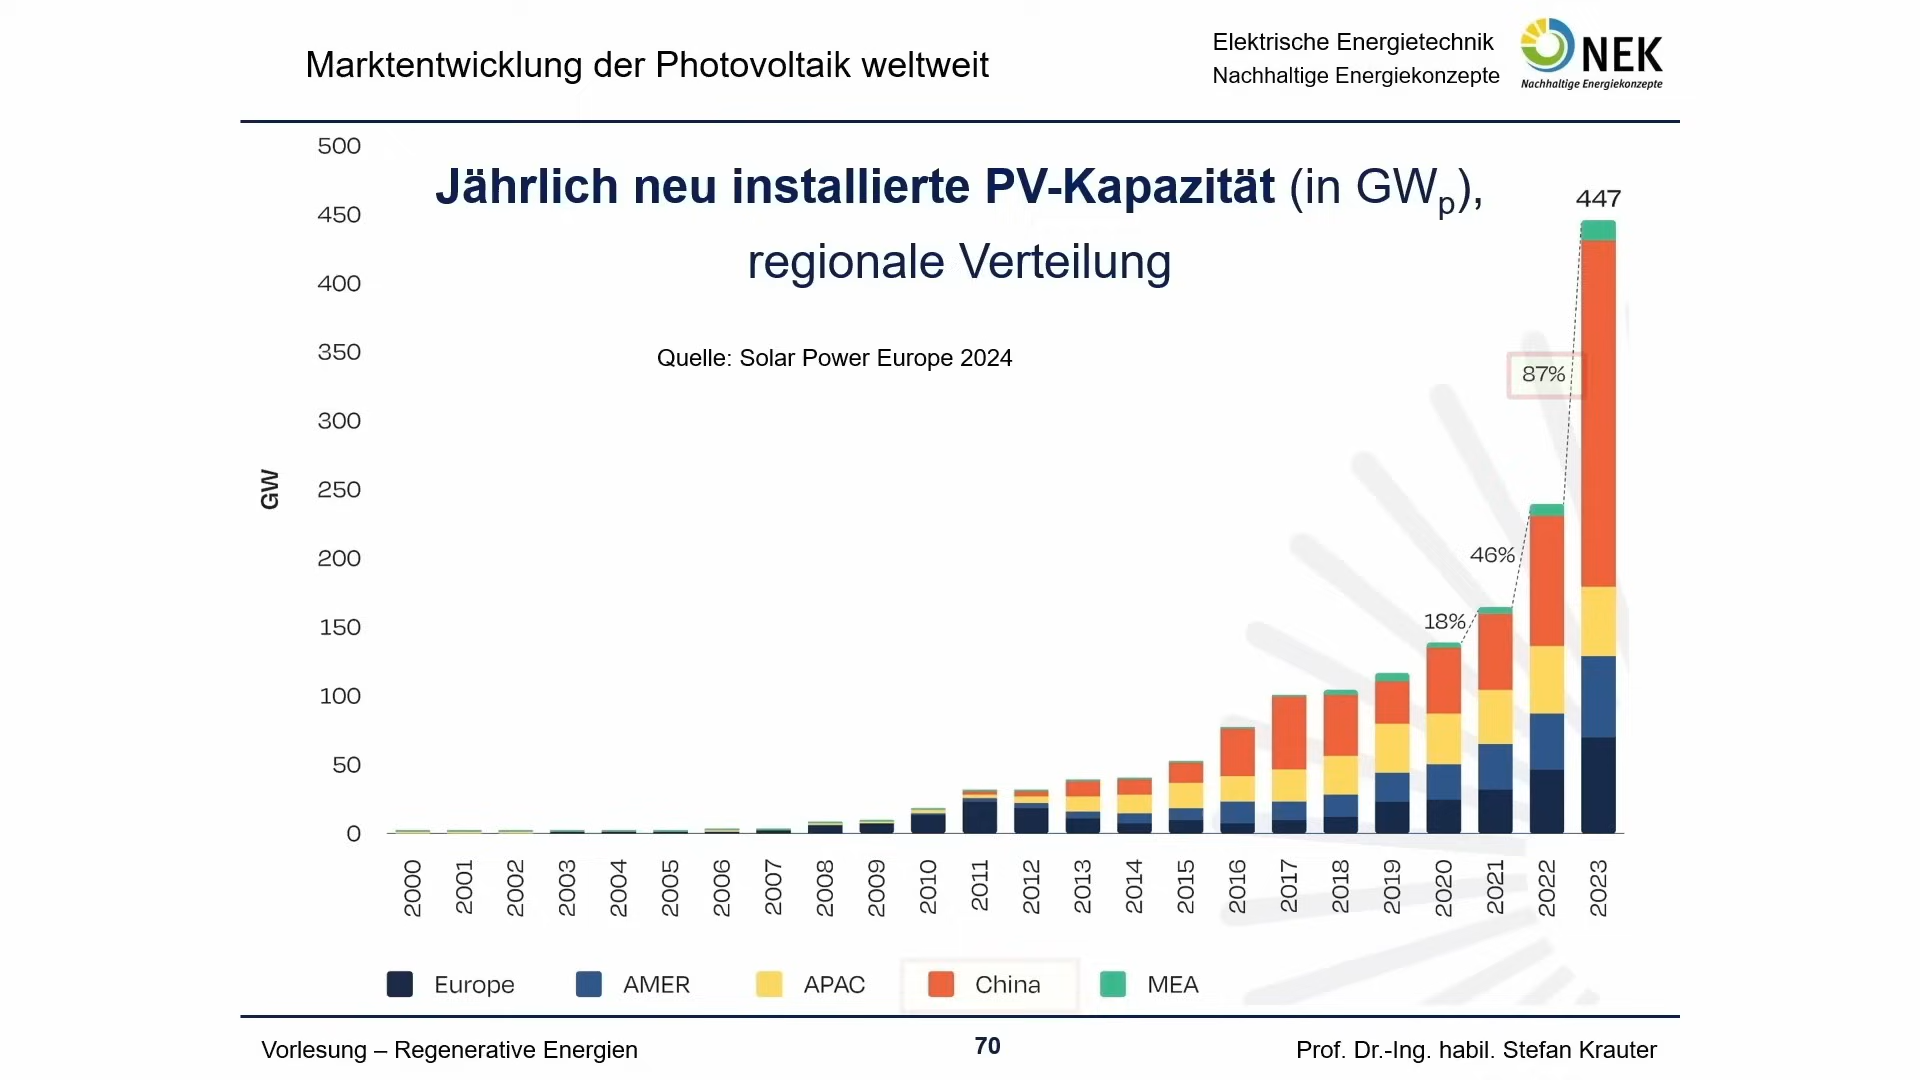 Marktentwicklung der Photovoltaik weltweit
Elektrische Energietechnik
Nachhaltige Energiekonzepte
NEK
Nachhaltige Energiekonzepte
Jährlich neu installierte PV-Kapazität (in GWp),
regionale Verteilung
Quelle: Solar Power Europe 2024
GW
500
450
400
350
300
250
200
150
100
50
0
18%
46%
87%
447
2000 2001 2002 2003 2004 2005 2006 2007 2008 2009 2010 2011 2012 2013 2014 2015 2016 2017 2018 2019 2020 2021 2022 2023
Europe AMER APAC China MEA
Vorlesung – Regenerative Energien
70
Prof. Dr.-Ing. habil. Stefan Krauter